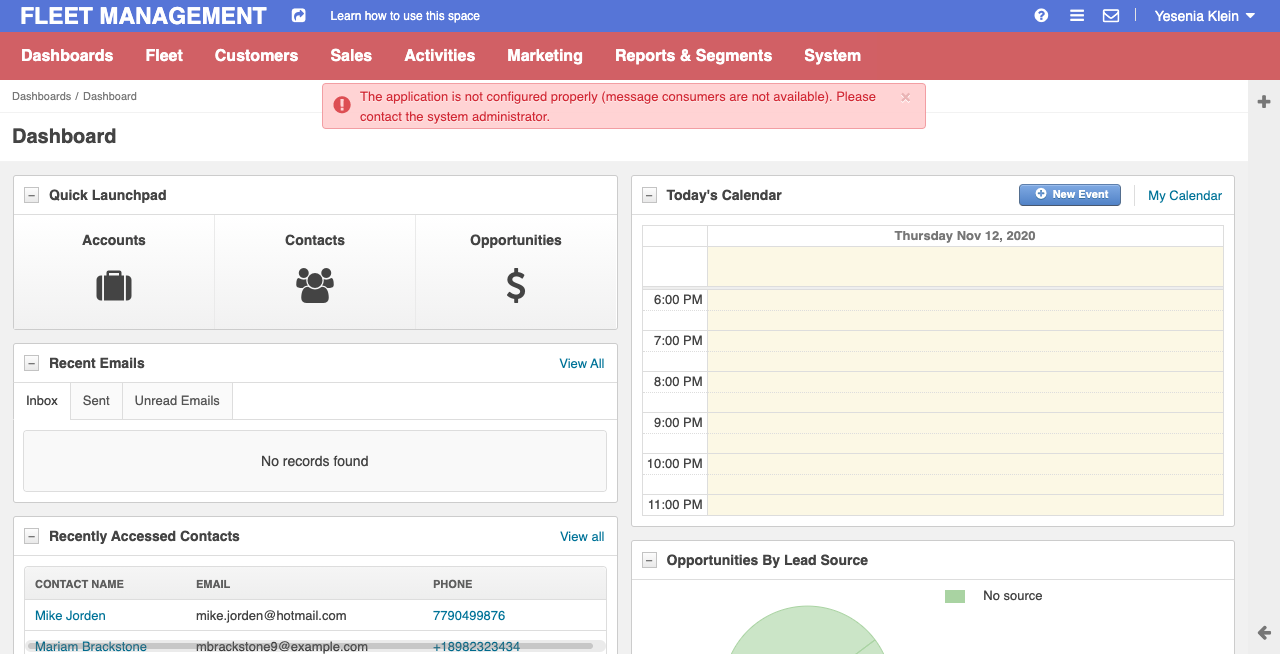 FLEET MANAGEMENT
Learn how to use this space
Yesenia Klein
Dashboards Fleet Customers Sales Activities Marketing Reports & Segments System
Dashboards / Dashboard
The application is not configured properly (message consumers are not available). Please
contact the system administrator.
×
Dashboard
Quick Launchpad
Accounts
Contacts
Opportunities
Recent Emails
View All
Inbox
Sent
Unread Emails
No records found
Recently Accessed Contacts
View all
CONTACT NAME EMAIL PHONE
Mike Jorden mike.jorden@hotmail.com 7790499876
Mariam Brackstone mbrackstone9@example.com +18982323434
Today's Calendar
New Event
My Calendar
Thursday Nov 12, 2020
6:00 PM
7:00 PM
8:00 PM
9:00 PM
10:00 PM
11:00 PM
Opportunities By Lead Source
No source